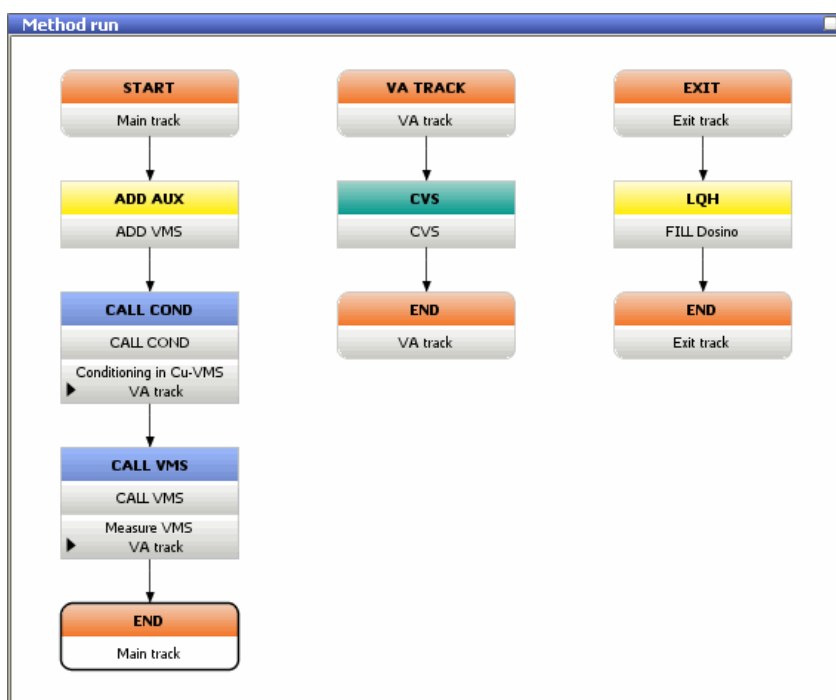 Method run
START
Main track
ADD AUX
ADD VMS
CALL COND
CALL COND
Conditioning in Cu-VMS
VA track
CALL VMS
CALL VMS
Measure VMS
VA track
END
Main track
VA TRACK
VA track
CVS
CVS
END
VA track
EXIT
Exit track
LQH
FILL Dosino
END
Exit track